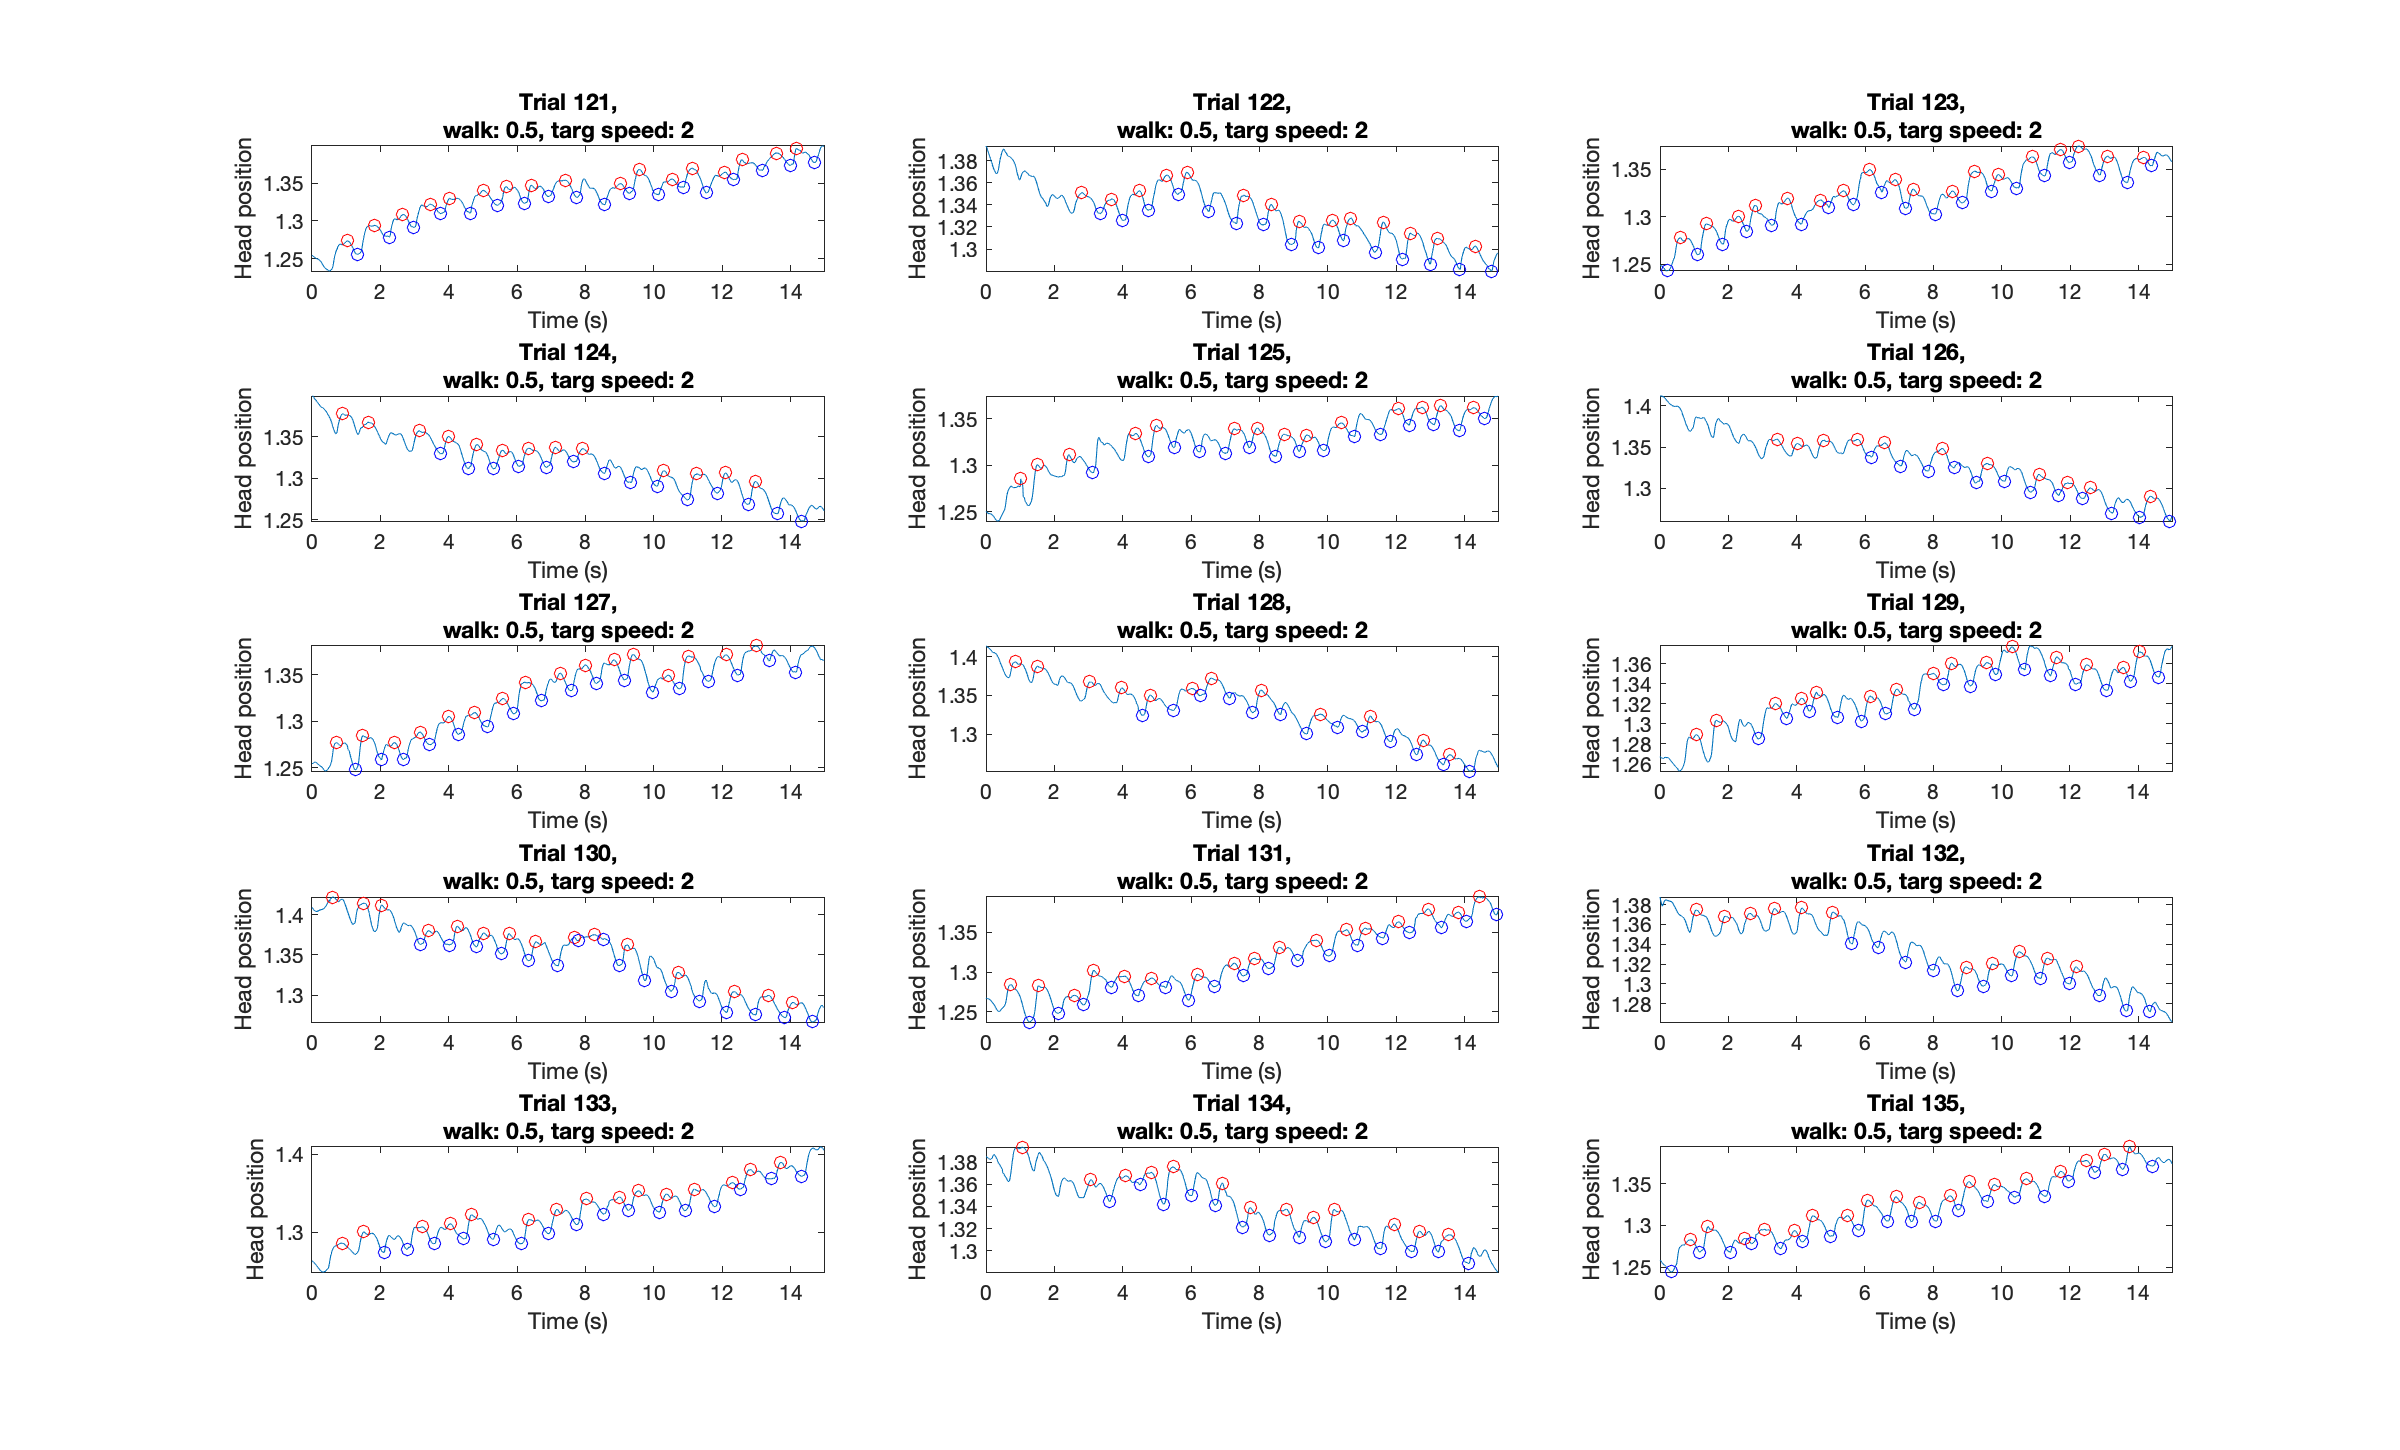 Trial 121,
walk: 0.5, targ speed: 2
Head position
1.35
1.3
1.25
0 2 4 6 8 10 12 14
Time (s)
Trial 122,
walk: 0.5, targ speed: 2
Head position
1.38
1.36
1.34
1.32
1.3
0 2 4 6 8 10 12 14
Time (s)
Trial 123,
walk: 0.5, targ speed: 2
Head position
1.35
1.3
1.25
0 2 4 6 8 10 12 14
Time (s)
Trial 124,
walk: 0.5, targ speed: 2
Head position
1.35
1.3
1.25
0 2 4 6 8 10 12 14
Time (s)
Trial 125,
walk: 0.5, targ speed: 2
Head position
1.35
1.3
1.25
0 2 4 6 8 10 12 14
Time (s)
Trial 126,
walk: 0.5, targ speed: 2
Head position
1.4
1.35
1.3
0 2 4 6 8 10 12 14
Time (s)
Trial 127,
walk: 0.5, targ speed: 2
Head position
1.35
1.3
1.25
0 2 4 6 8 10 12 14
Time (s)
Trial 128,
walk: 0.5, targ speed: 2
Head position
1.4
1.35
1.3
0 2 4 6 8 10 12 14
Time (s)
Trial 129,
walk: 0.5, targ speed: 2
Head position
1.36
1.34
1.32
1.3
1.28
1.26
0 2 4 6 8 10 12 14
Time (s)
Trial 130,
walk: 0.5, targ speed: 2
Head position
1.4
1.35
1.3
0 2 4 6 8 10 12 14
Time (s)
Trial 131,
walk: 0.5, targ speed: 2
Head position
1.35
1.3
1.25
0 2 4 6 8 10 12 14
Time (s)
Trial 132,
walk: 0.5, targ speed: 2
Head position
1.38
1.36
1.34
1.32
1.3
1.28
0 2 4 6 8 10 12 14
Time (s)
Trial 133,
walk: 0.5, targ speed: 2
Head position
1.4
1.3
0 2 4 6 8 10 12 14
Time (s)
Trial 134,
walk: 0.5, targ speed: 2
Head position
1.38
1.36
1.34
1.32
1.3
0 2 4 6 8 10 12 14
Time (s)
Trial 135,
walk: 0.5, targ speed: 2
Head position
1.35
1.3
1.25
0 2 4 6 8 10 12 14
Time (s)